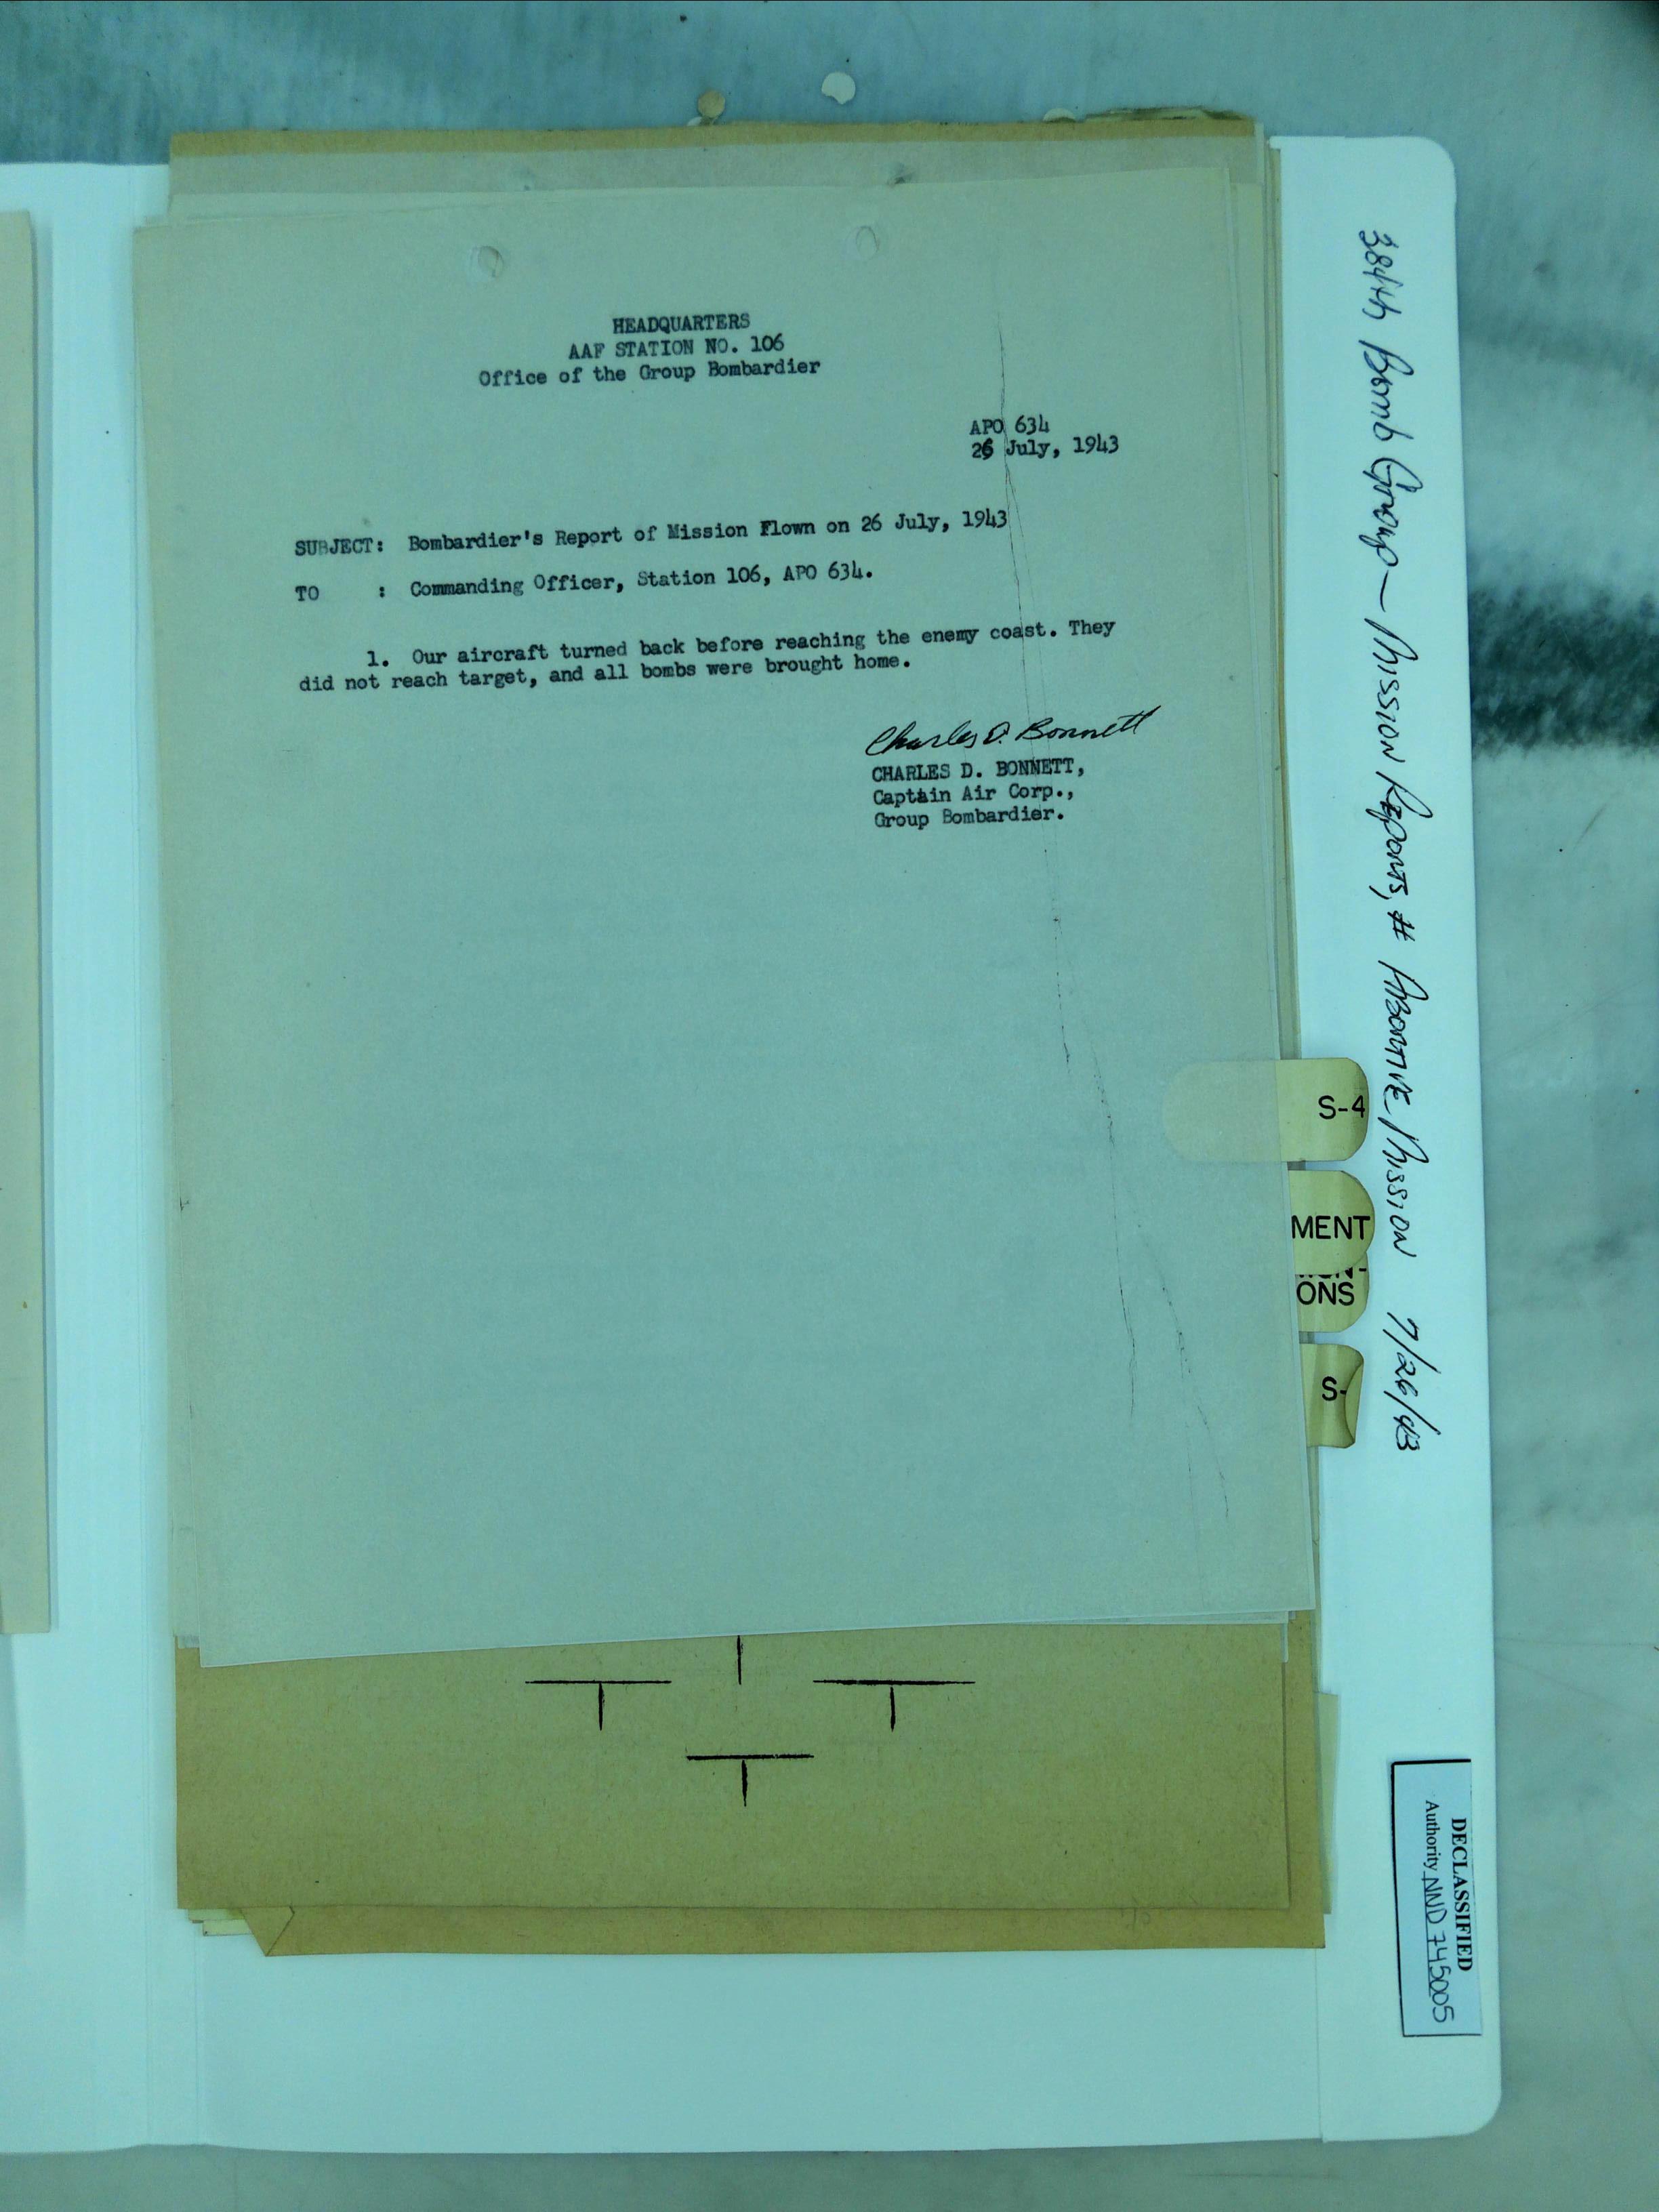 HEADQUARTERS
AAF STATION NO. 106
Office of the Group Bombardier
APO 634
26 July, 1943
SUBJECT: Bombardier's Report of Mission Flown on 26 July, 1943
TO : Commanding Officer, Station 106, APO 634.
1. Our aircraft turned back before reaching the enemy coast. They
did not reach target, and all bombs were brought home.
Charles D. Bonnett
CHARLES D. BONNETT,
Captain Air Corp.,
Group Bombardier.
S-4
MENT
ONS
S-
384th Bomb Group — Mission Reports, # Abortive Mission 7/26/43
DECLASSIFIED
Authority NND 745005